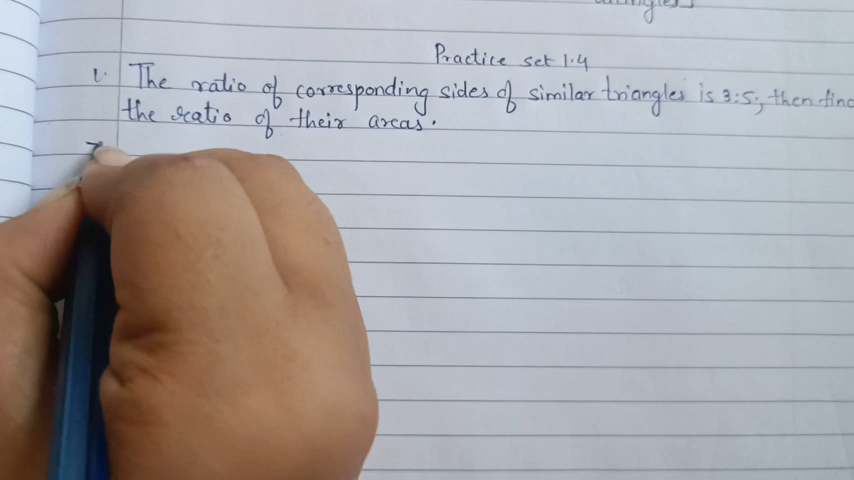 Practice set 1.4
1. The ratio of corresponding sides of similar triangles is 3:5; then find
the ratio of their areas.